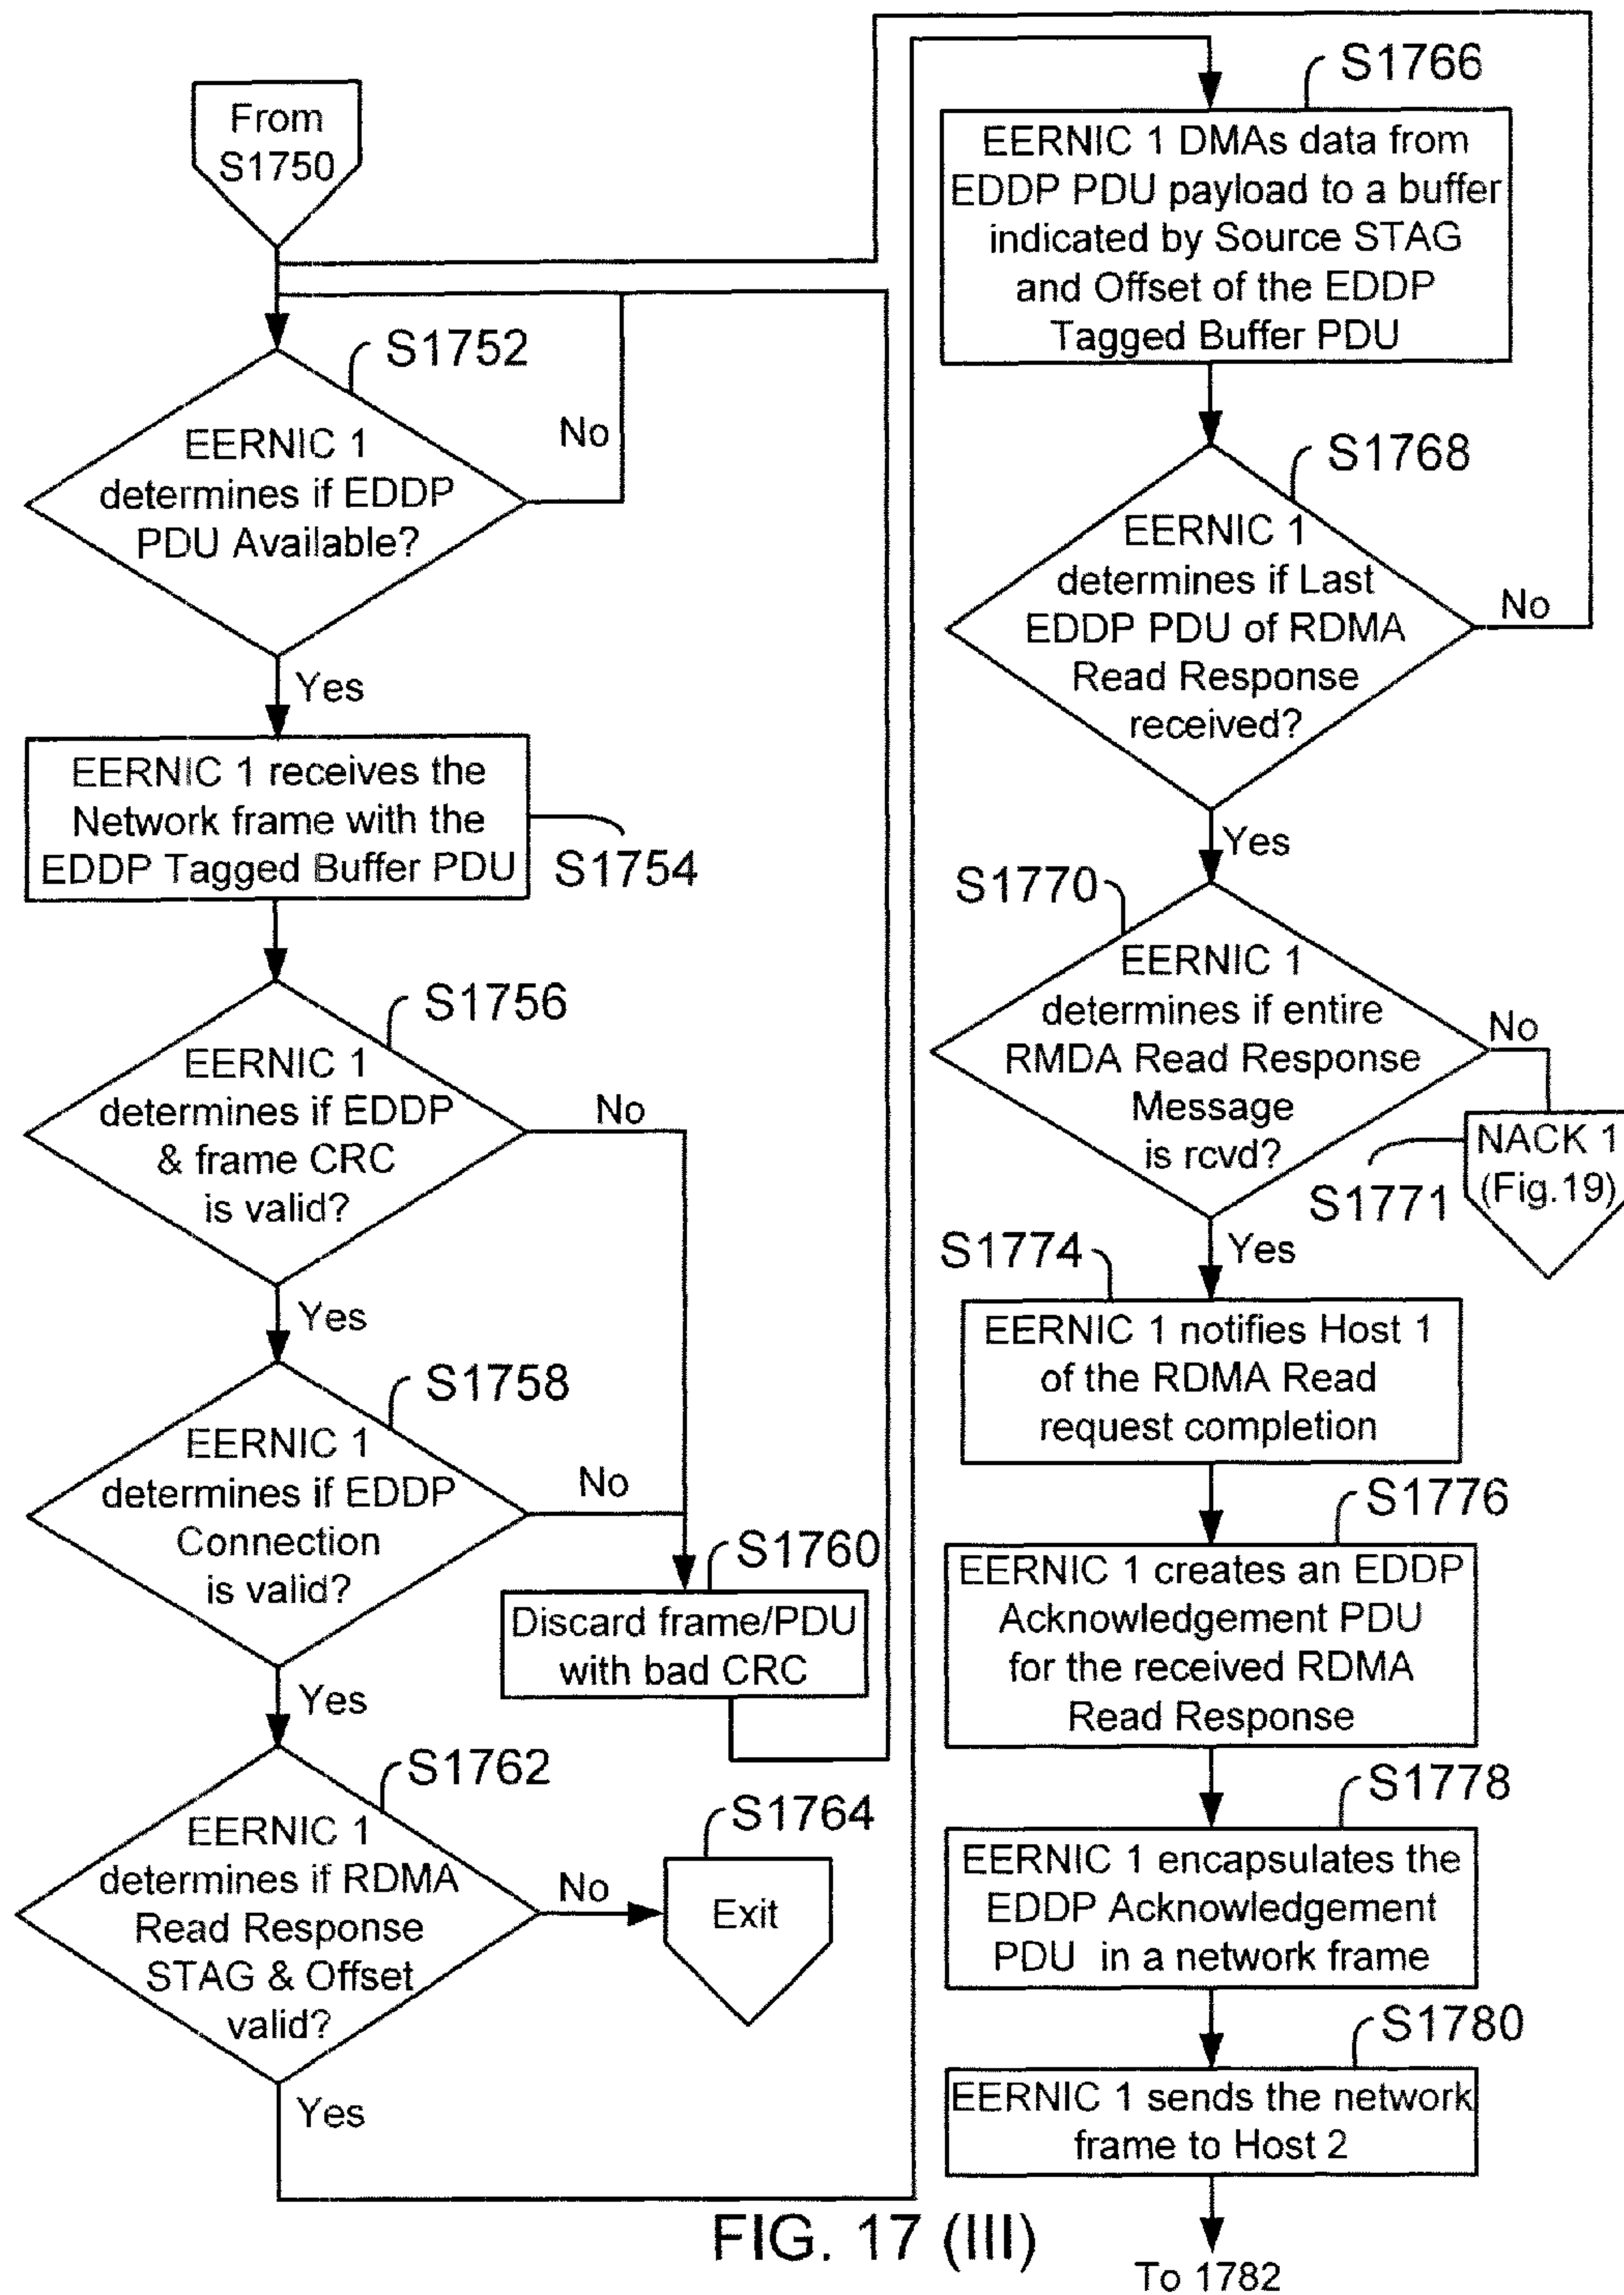 From
S1750
S1752
EERNIC 1
determines if EDDP
PDU Available?
No
Yes
EERNIC 1 receives the
Network frame with the
EDDP Tagged Buffer PDU
S1754
S1756
EERNIC 1
determines if EDDP
& frame CRC
is valid?
No
Yes
S1758
EERNIC 1
determines if EDDP
Connection
is valid?
No
Yes
S1760
Discard frame/PDU
with bad CRC
S1762
EERNIC 1
determines if RDMA
Read Response
STAG & Offset
valid?
No
S1764
Exit
Yes
S1766
EERNIC 1 DMAs data from
EDDP PDU payload to a buffer
indicated by Source STAG
and Offset of the EDDP
Tagged Buffer PDU
S1768
EERNIC 1
determines if Last
EDDP PDU of RDMA
Read Response
received?
No
Yes
S1770
EERNIC 1
determines if entire
RMDA Read Response
Message
is rcvd?
No
NACK 1
(Fig.19)
S1771
Yes
S1774
EERNIC 1 notifies Host 1
of the RDMA Read
request completion
S1776
EERNIC 1 creates an EDDP
Acknowledgement PDU
for the received RDMA
Read Response
S1778
EERNIC 1 encapsulates the
EDDP Acknowledgement
PDU in a network frame
S1780
EERNIC 1 sends the network
frame to Host 2
To 1782
FIG. 17 (III)